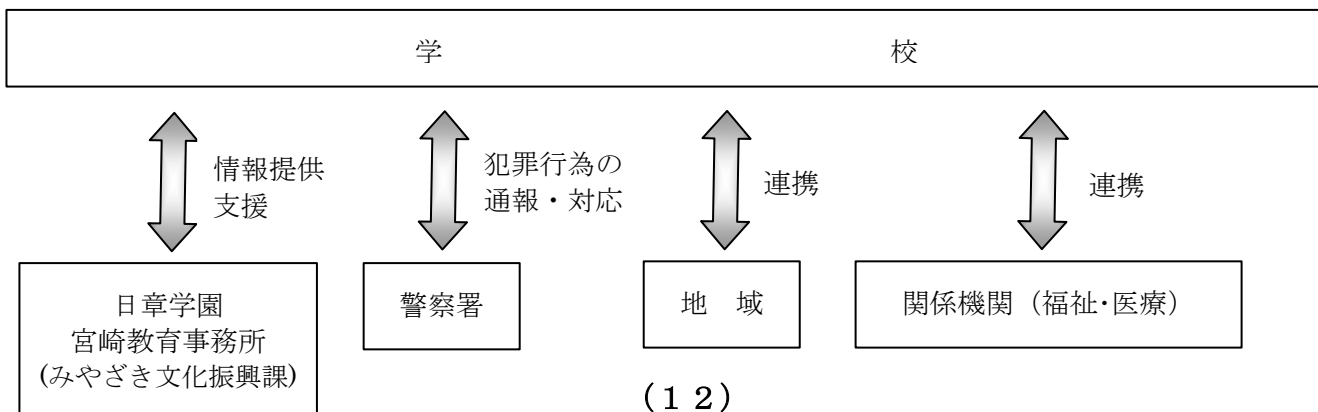 学　校
情報提供
支援
犯罪行為の
通報・対応
連携
連携
日章学園
宮崎教育事務所
(みやざき文化振興課)
警察署
地　域
関係機関（福祉・医療）
(１２)